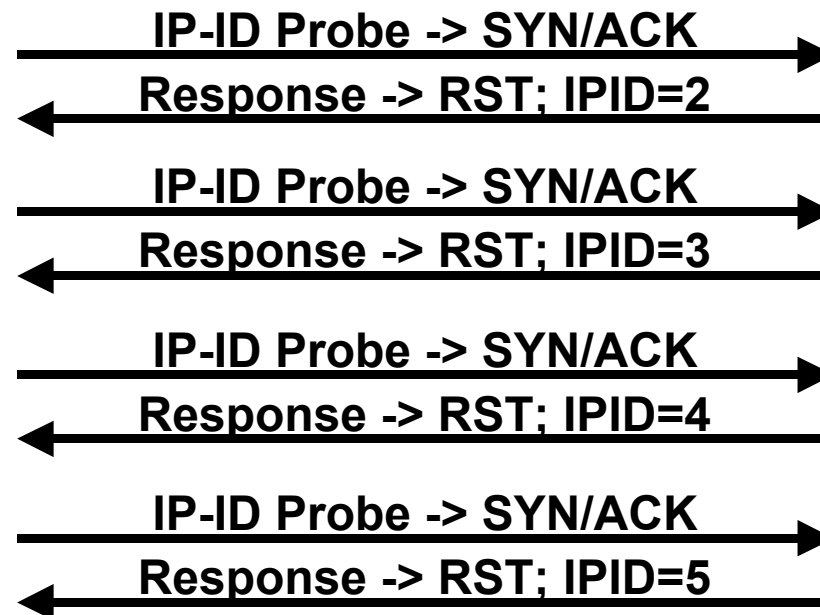 IP-ID Probe -> SYN/ACK
Response -> RST; IPID=2
IP-ID Probe -> SYN/ACK
Response -> RST; IPID=3
IP-ID Probe -> SYN/ACK
Response -> RST; IPID=4
IP-ID Probe -> SYN/ACK
Response -> RST; IPID=5